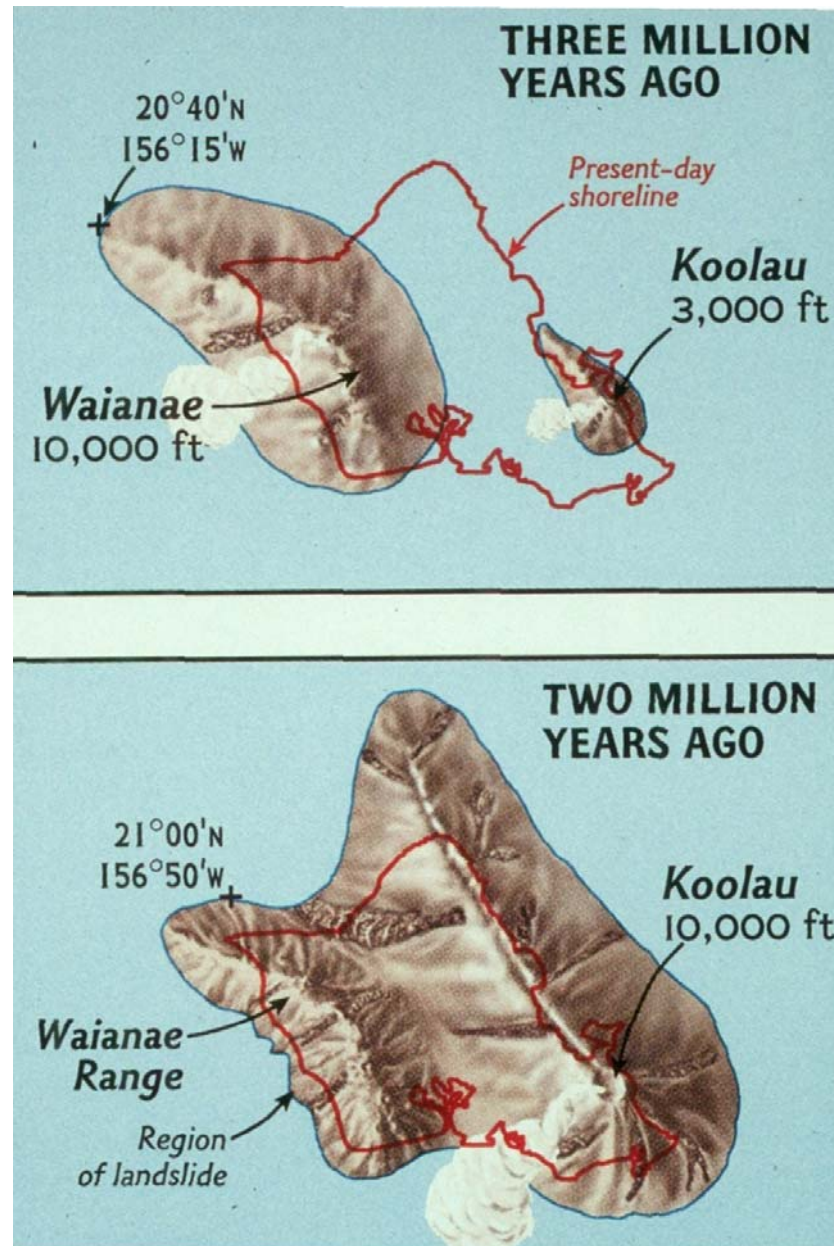 THREE MILLION
YEARS AGO
20°40'N
156°15'W
Present-day
shoreline
Koolau
3,000 ft
Waianae
10,000 ft
TWO MILLION
YEARS AGO
21°00'N
156°50'W
Koolau
10,000 ft
Waianae
Range
Region
of landslide